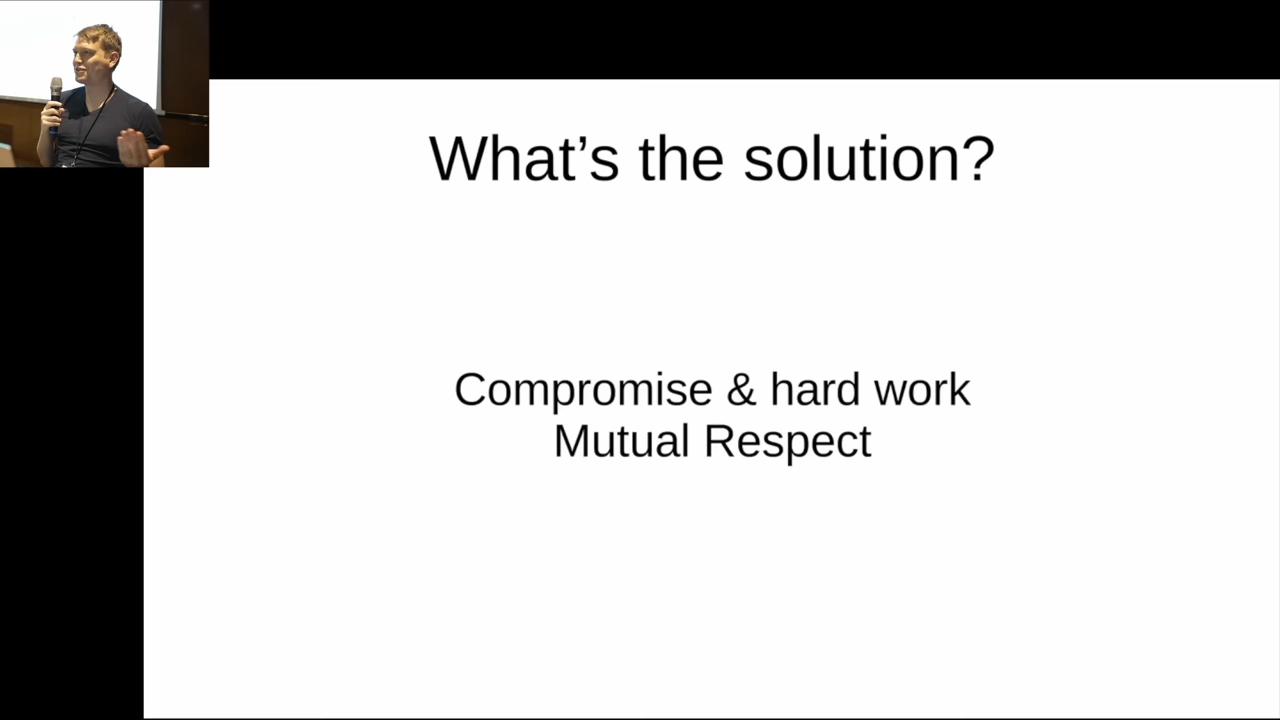 What’s the solution?
Compromise & hard work
Mutual Respect